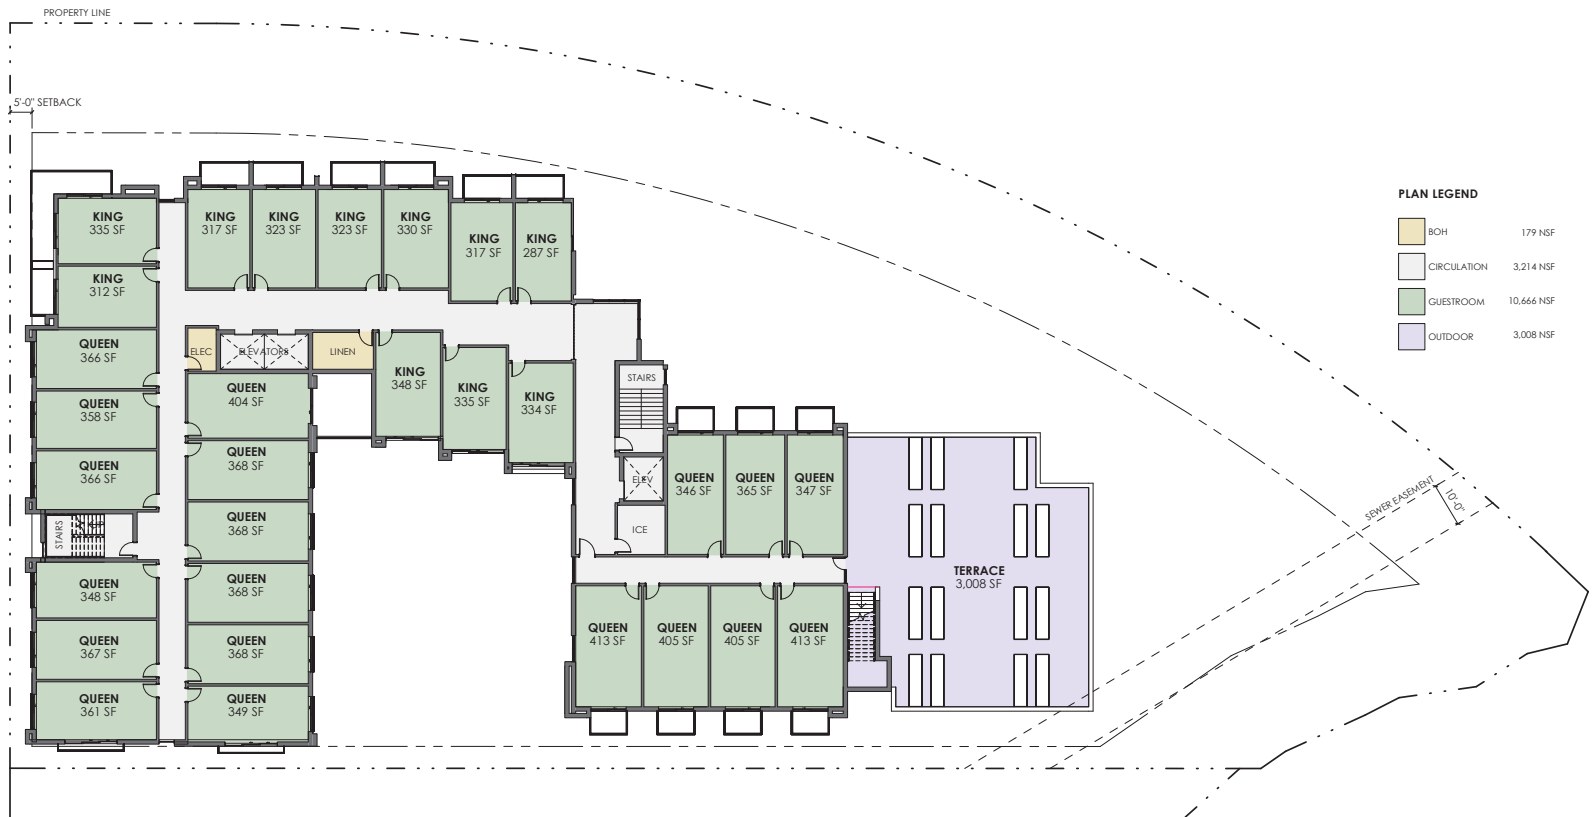 PROPERTY LINE
5'-0" SETBACK
PLAN LEGEND
BOH 179 NSF
CIRCULATION 3,214 NSF
GUESTROOM 10,666 NSF
OUTDOOR 3,008 NSF
KING
335 SF
KING
312 SF
KING
317 SF
KING
323 SF
KING
323 SF
KING
330 SF
KING
317 SF
KING
287 SF
QUEEN
366 SF
QUEEN
358 SF
QUEEN
366 SF
STAIRS
QUEEN
348 SF
QUEEN
367 SF
QUEEN
361 SF
ELEC
ELEVATORS
LINEN
QUEEN
404 SF
QUEEN
368 SF
QUEEN
368 SF
QUEEN
368 SF
QUEEN
368 SF
QUEEN
349 SF
KING
348 SF
KING
335 SF
KING
334 SF
STAIRS
ELEV
ICE
QUEEN
346 SF
QUEEN
365 SF
QUEEN
347 SF
QUEEN
413 SF
QUEEN
405 SF
QUEEN
405 SF
QUEEN
413 SF
TERRACE
3,008 SF
SEWER EASEMENT
10'-0"